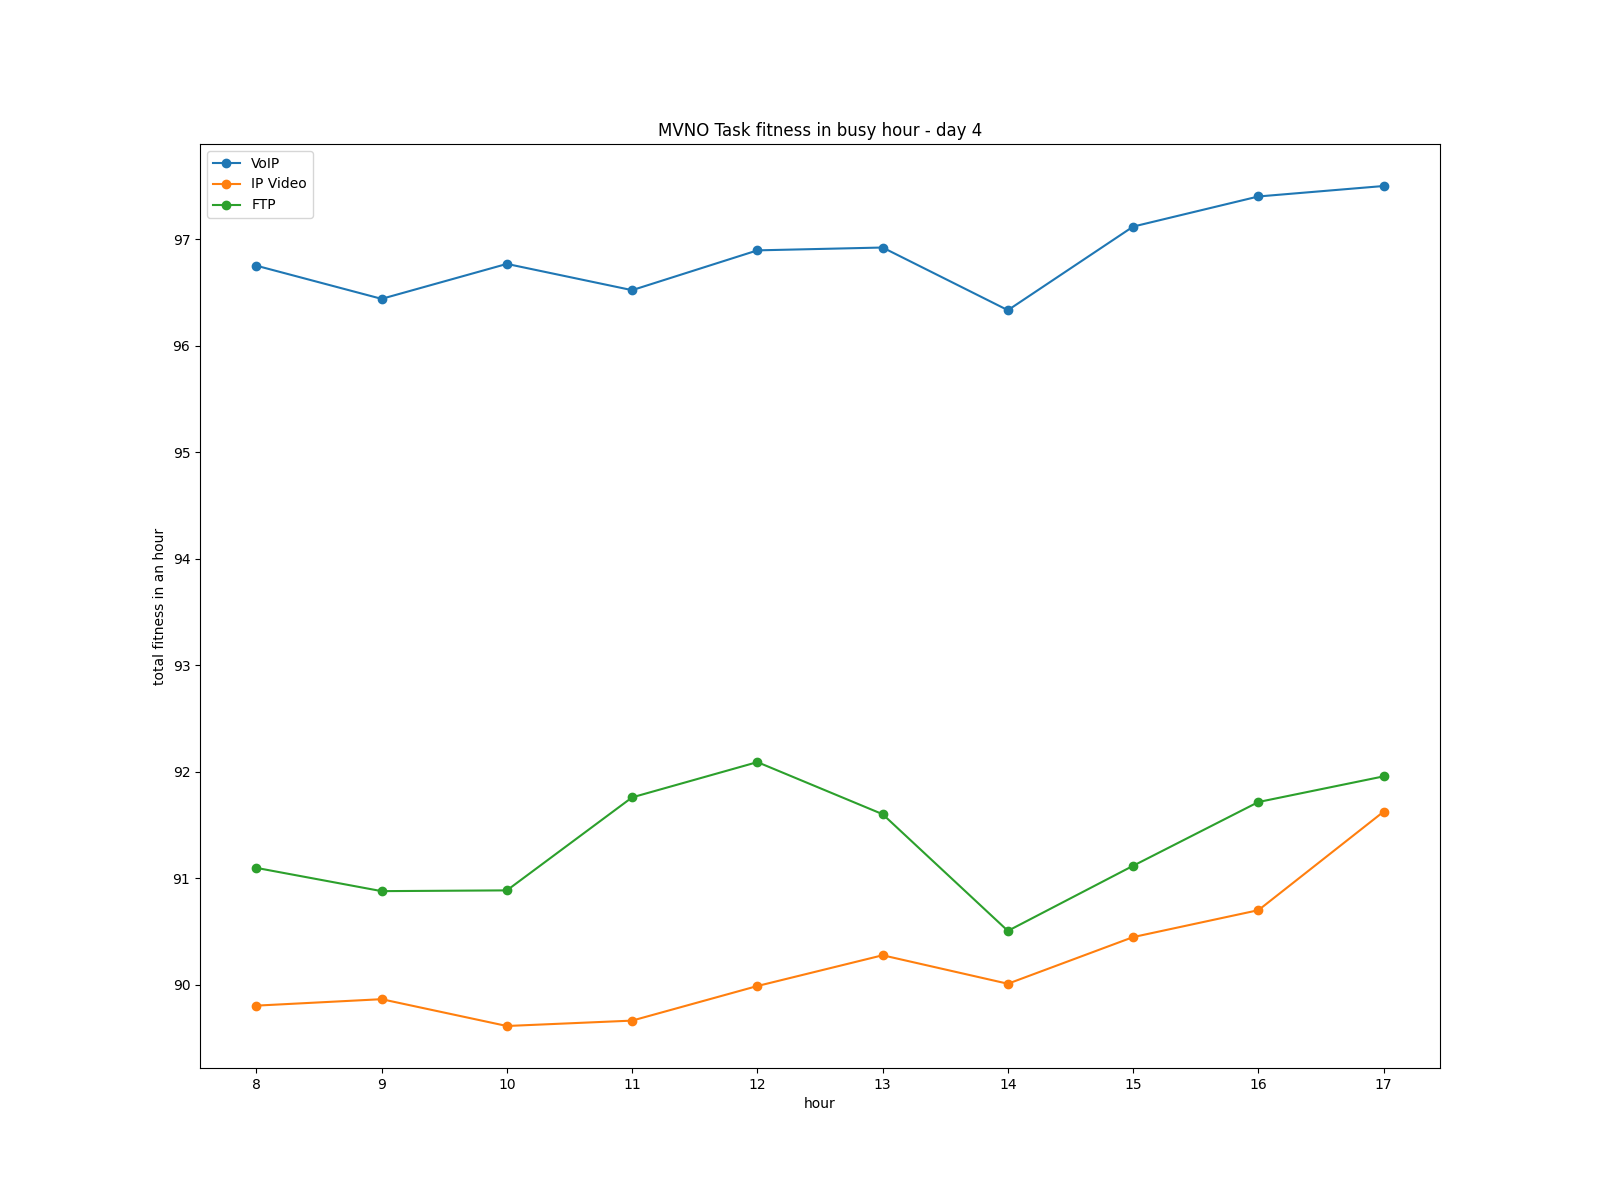 MVNO Task fitness in busy hour - day 4
VoIP
IP Video
FTP
97
96
95
94
93
92
91
90
total fitness in an hour
8 9 10 11 12 13 14 15 16 17
hour